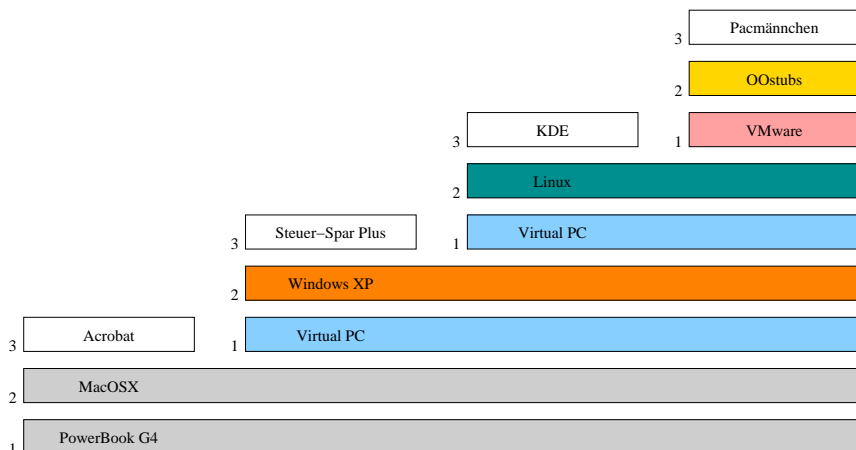 3 Pacmännchen
2 OOstubs
3 KDE 1 VMware
2 Linux
3 Steuer–Spar Plus 1 Virtual PC
2 Windows XP
3 Acrobat 1 Virtual PC
2 MacOSX
1 PowerBook G4